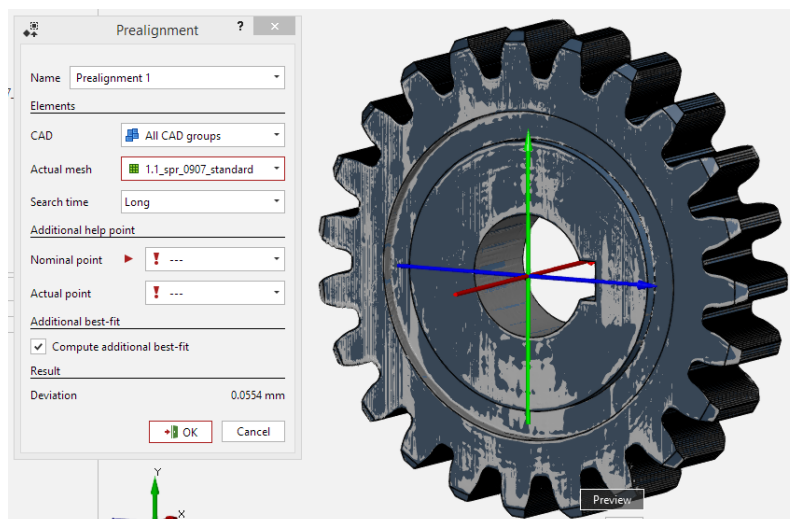 Prealignment ?
Name Prealignment 1
Elements
CAD All CAD groups
Actual mesh 1.1_spr_0907_standard
Search time Long
Additional help point
Nominal point ---
Actual point ---
Additional best-fit
Compute additional best-fit
Result
Deviation 0.0554 mm
OK Cancel
Preview
Y
X